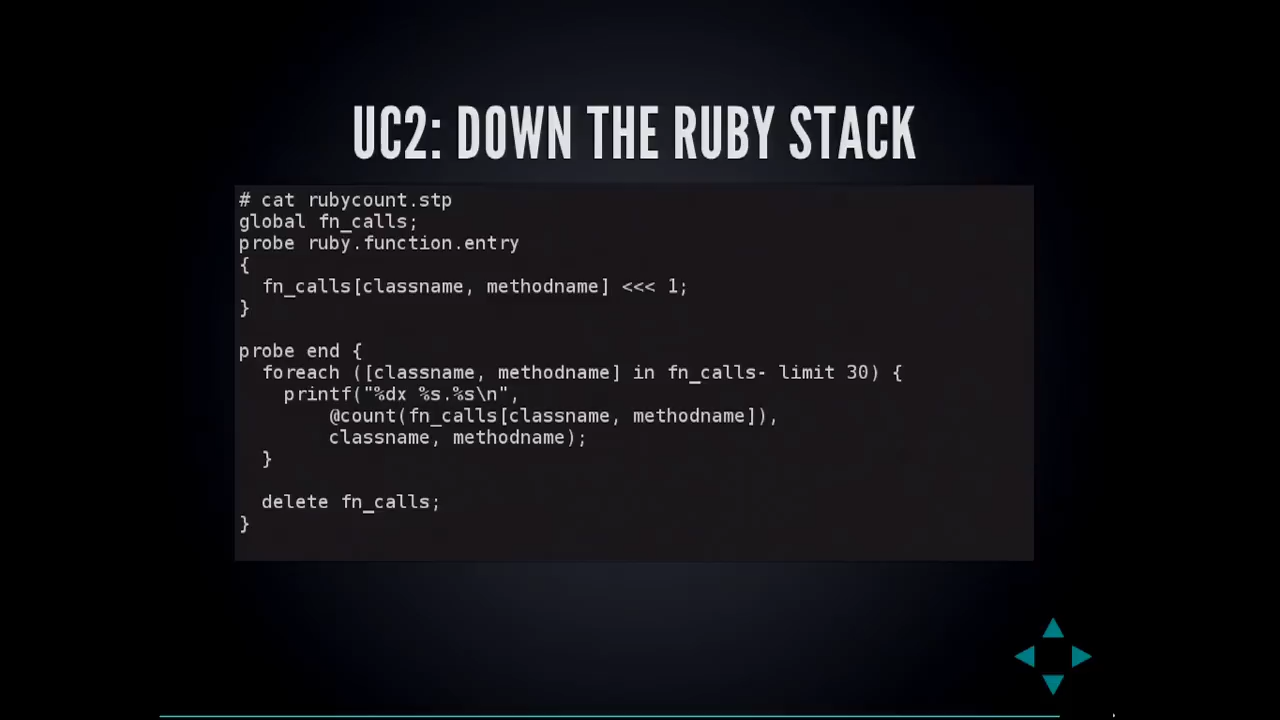 UC2: DOWN THE RUBY STACK
# cat rubycount.stp
global fn_calls;
probe ruby.function.entry
{
  fn_calls[classname, methodname] <<< 1;
}

probe end {
  foreach ([classname, methodname] in fn_calls- limit 30) {
    printf("%dx %s.%s\n",
        @count(fn_calls[classname, methodname]),
        classname, methodname);
  }

  delete fn_calls;
}